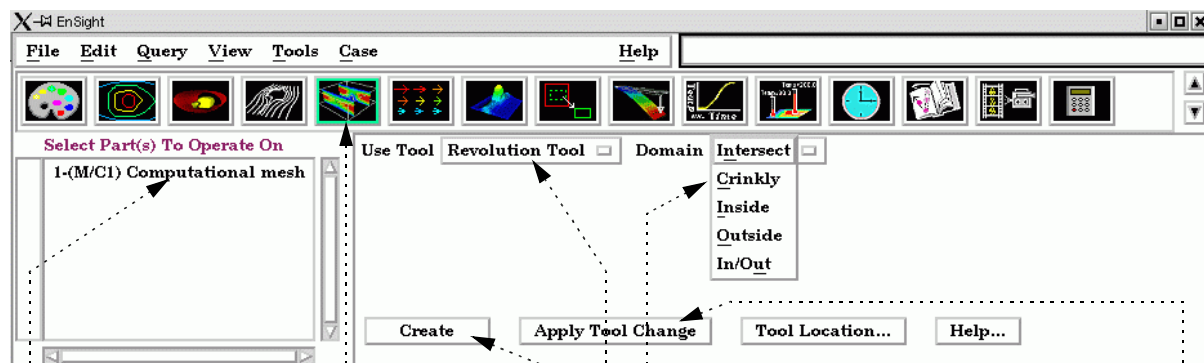 EnSight
File Edit Query View Tools Case Help
Select Part(s) To Operate On
1-(M/C1) Computational mesh
Use Tool Revolution Tool Domain Intersect
Crinkly
Inside
Outside
In/Out
Create Apply Tool Change Tool Location... Help...